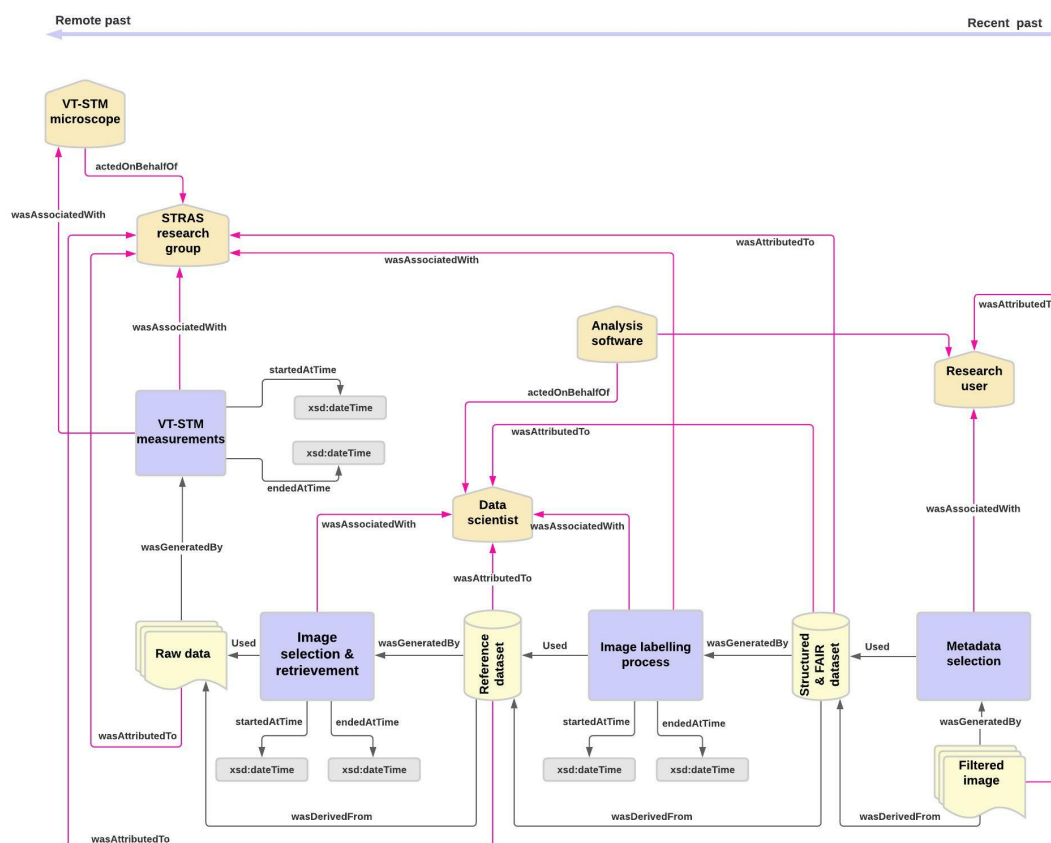 Remote past
Recent past
VT-STM
microscope
actedOnBehalfOf
wasAssociatedWith
STRAS
research
group
wasAttributedTo
wasAssociatedWith
wasAttributedT
Analysis
software
wasAssociatedWith
Research
user
startedAtTime
xsd:dateTime
actedOnBehalfOf
VT-STM
measurements
wasAttributedTo
xsd:dateTime
endedAtTime
Data
scientist
wasAssociatedWith
wasAssociatedWith
wasAssociatedWith
wasGeneratedBy
wasAttributedTo
Raw data
Used
Image
selection &
retrievement
wasGeneratedBy
Reference
dataset
Used
Image labelling
process
wasGeneratedBy
Structured
& FAIR
dataset
Used
Metadada
selection
startedAtTime
endedAtTime
startedAtTime
endedAtTime
wasGeneratedBy
wasAttributedTo
xsd:dateTime
xsd:dateTime
xsd:dateTime
xsd:dateTime
Filtered
image
wasDerivedFrom
wasDerivedFrom
wasDerivedFrom
wasAttributedTo